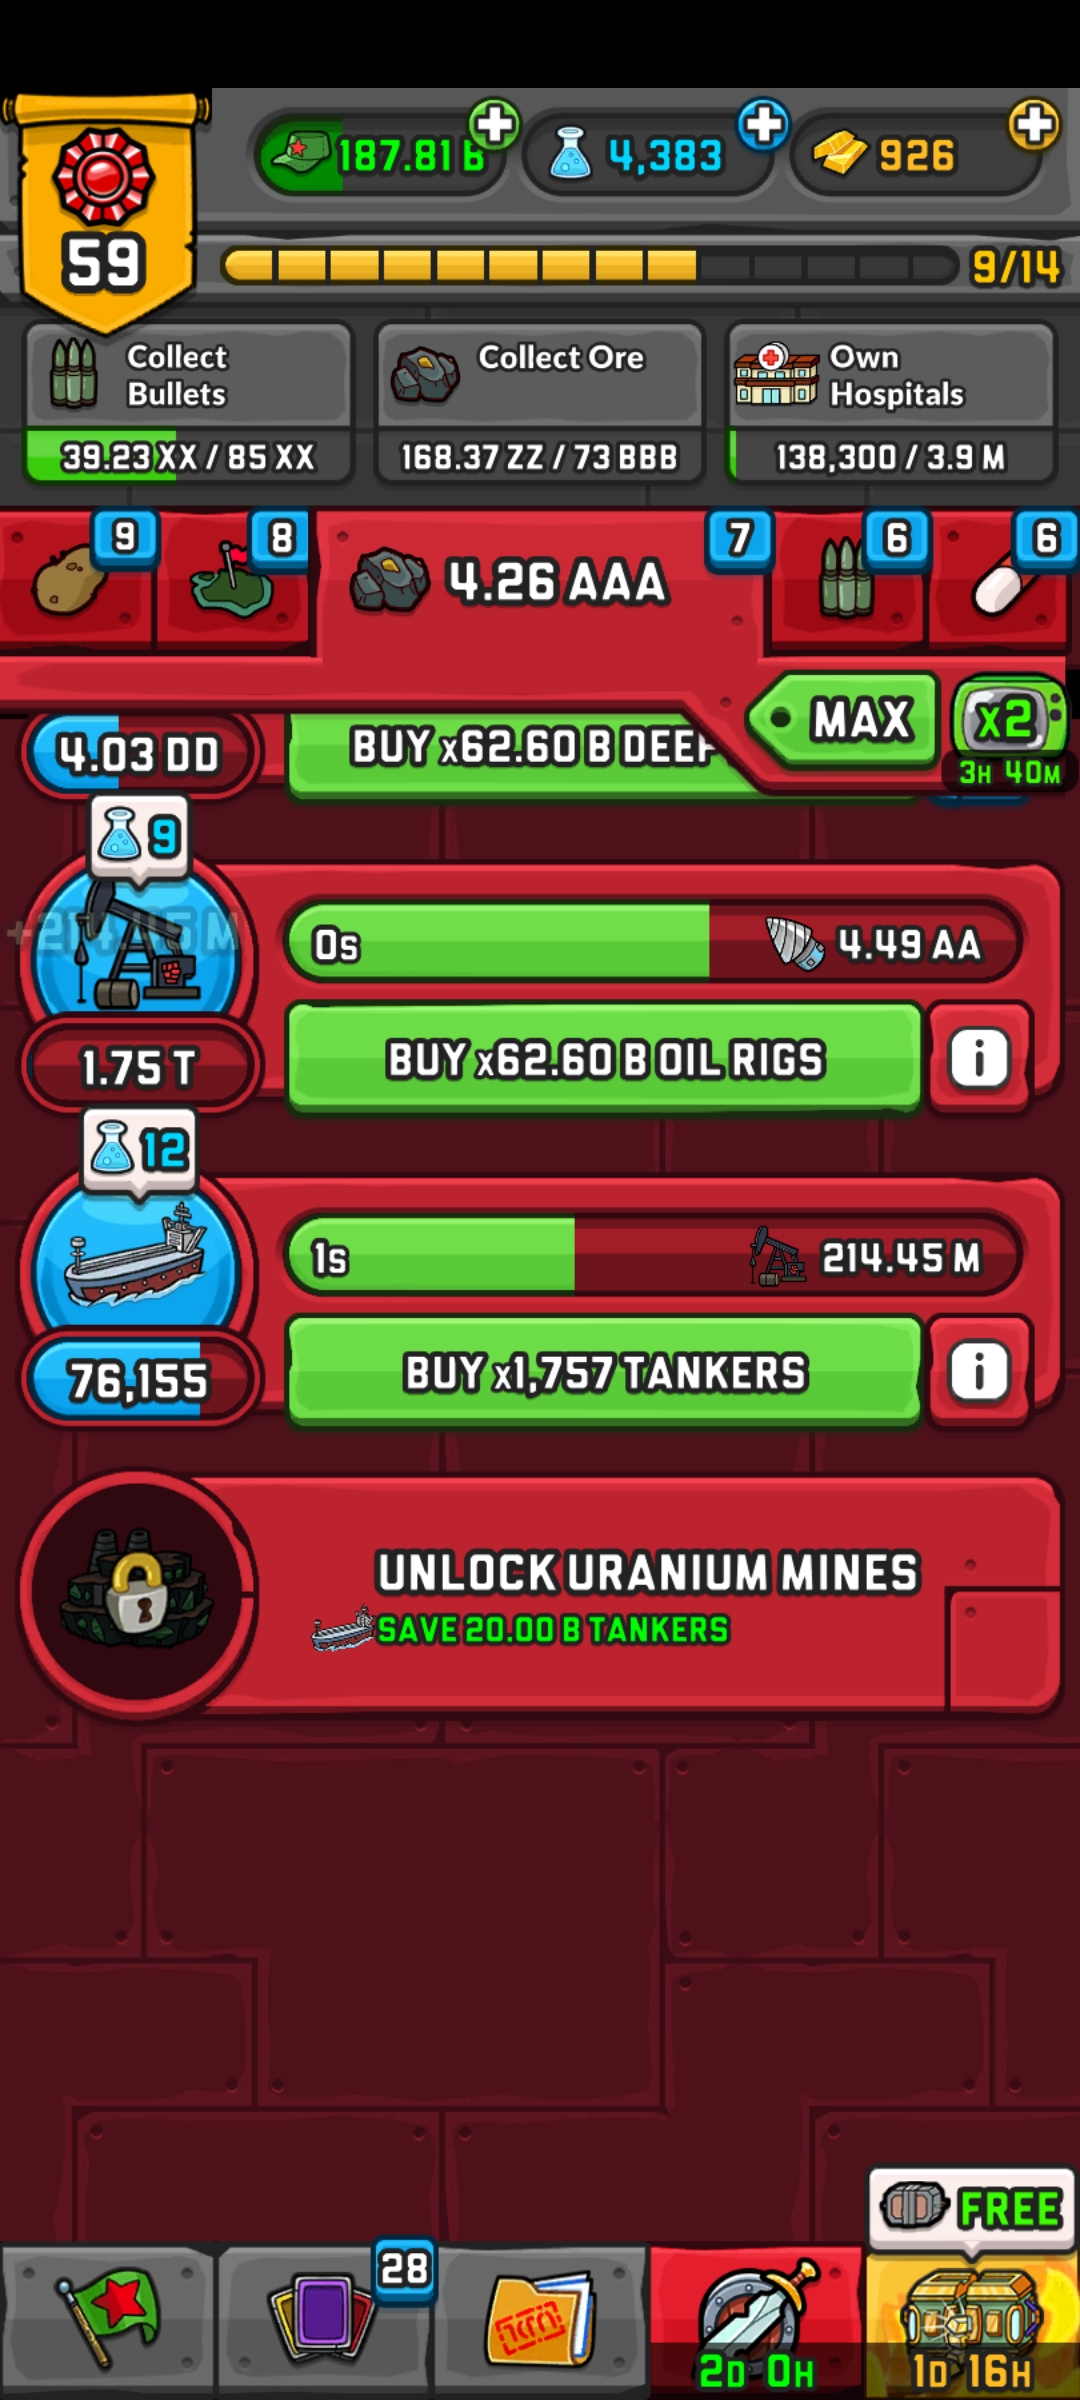 187.81 B
4,383
926
59
9/14
Collect Bullets
39.23 XX / 85 XX
Collect Ore
168.37 ZZ / 73 BBB
Own Hospitals
138,300 / 3.9 M
9
8
4.26 AAA
7
6
6
MAX
x2
3H 40M
4.03 DD
BUY x62.60 B DEEP
9
+214.45 M
0s
4.49 AA
1.75 T
BUY x62.60 B OIL RIGS
i
12
1s
214.45 M
76,155
BUY x1,757 TANKERS
i
UNLOCK URANIUM MINES
SAVE 20.00 B TANKERS
FREE
28
2D 0H
1D 16H